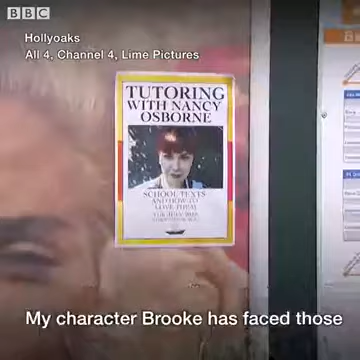 BBC
Hollyoaks
All 4, Channel 4, Lime Pictures
TUTORING
WITH NANCY
OSBORNE
SCHOOL TEXTS
AND HOW TO
LOVE THEM
My character Brooke has faced those